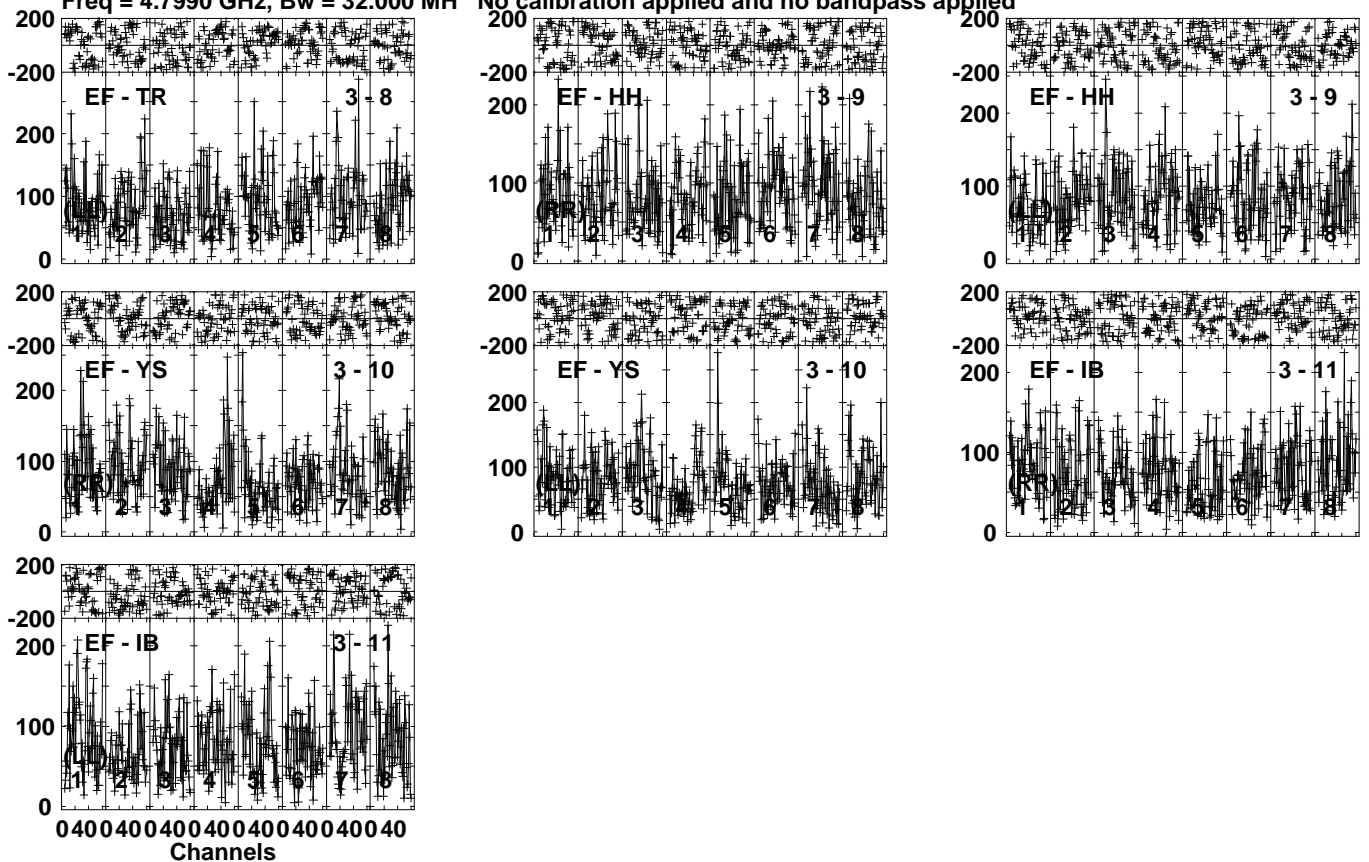 Freq = 4.7990 GHz, Bw = 32.000 MH No calibration applied and no bandpass applied
200 200 200
-200 -200 -200
EF - TR 3 - 8 EF - HH 3 - 9 EF - HH 3 - 9
200 200 200
100 100 100
(LL) (RR) (LL)
1 2 3 4 5 6 7 8 1 2 3 4 5 6 7 8 1 2 3 4 5 6 7 8
0 0 0
200 200 200
-200 -200 -200
EF - YS 3 - 10 EF - YS 3 - 10 EF - IB 3 - 11
200 200 200
100 100 100
(RR) (LL) (RR)
1 2 3 4 5 6 7 8 1 2 3 4 5 6 7 8 1 2 3 4 5 6 7 8
0 0 0
200
-200
EF - IB 3 - 11
200
100
(LL)
1 2 3 4 5 6 7 8
0
0 40 0 40 0 40 0 40 0 40 0 40 0 40 0 40
Channels